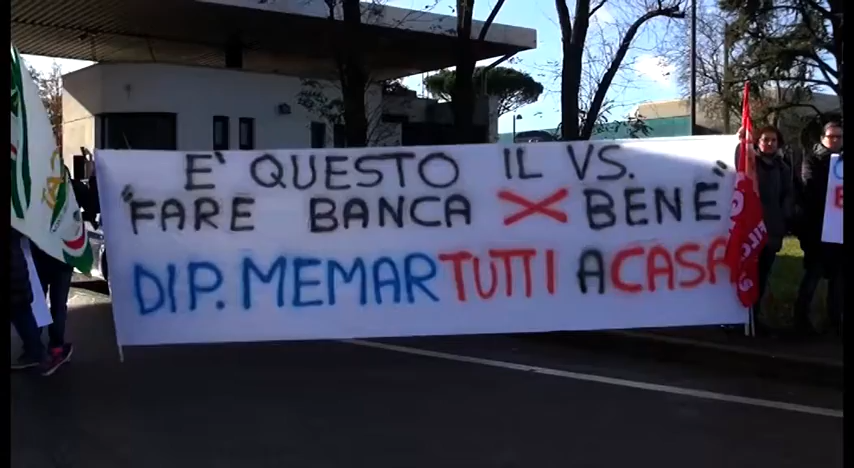 E' QUESTO IL VS.
"FARE BANCA X BENE"
DIP. MEMAR TUTTI A CASA